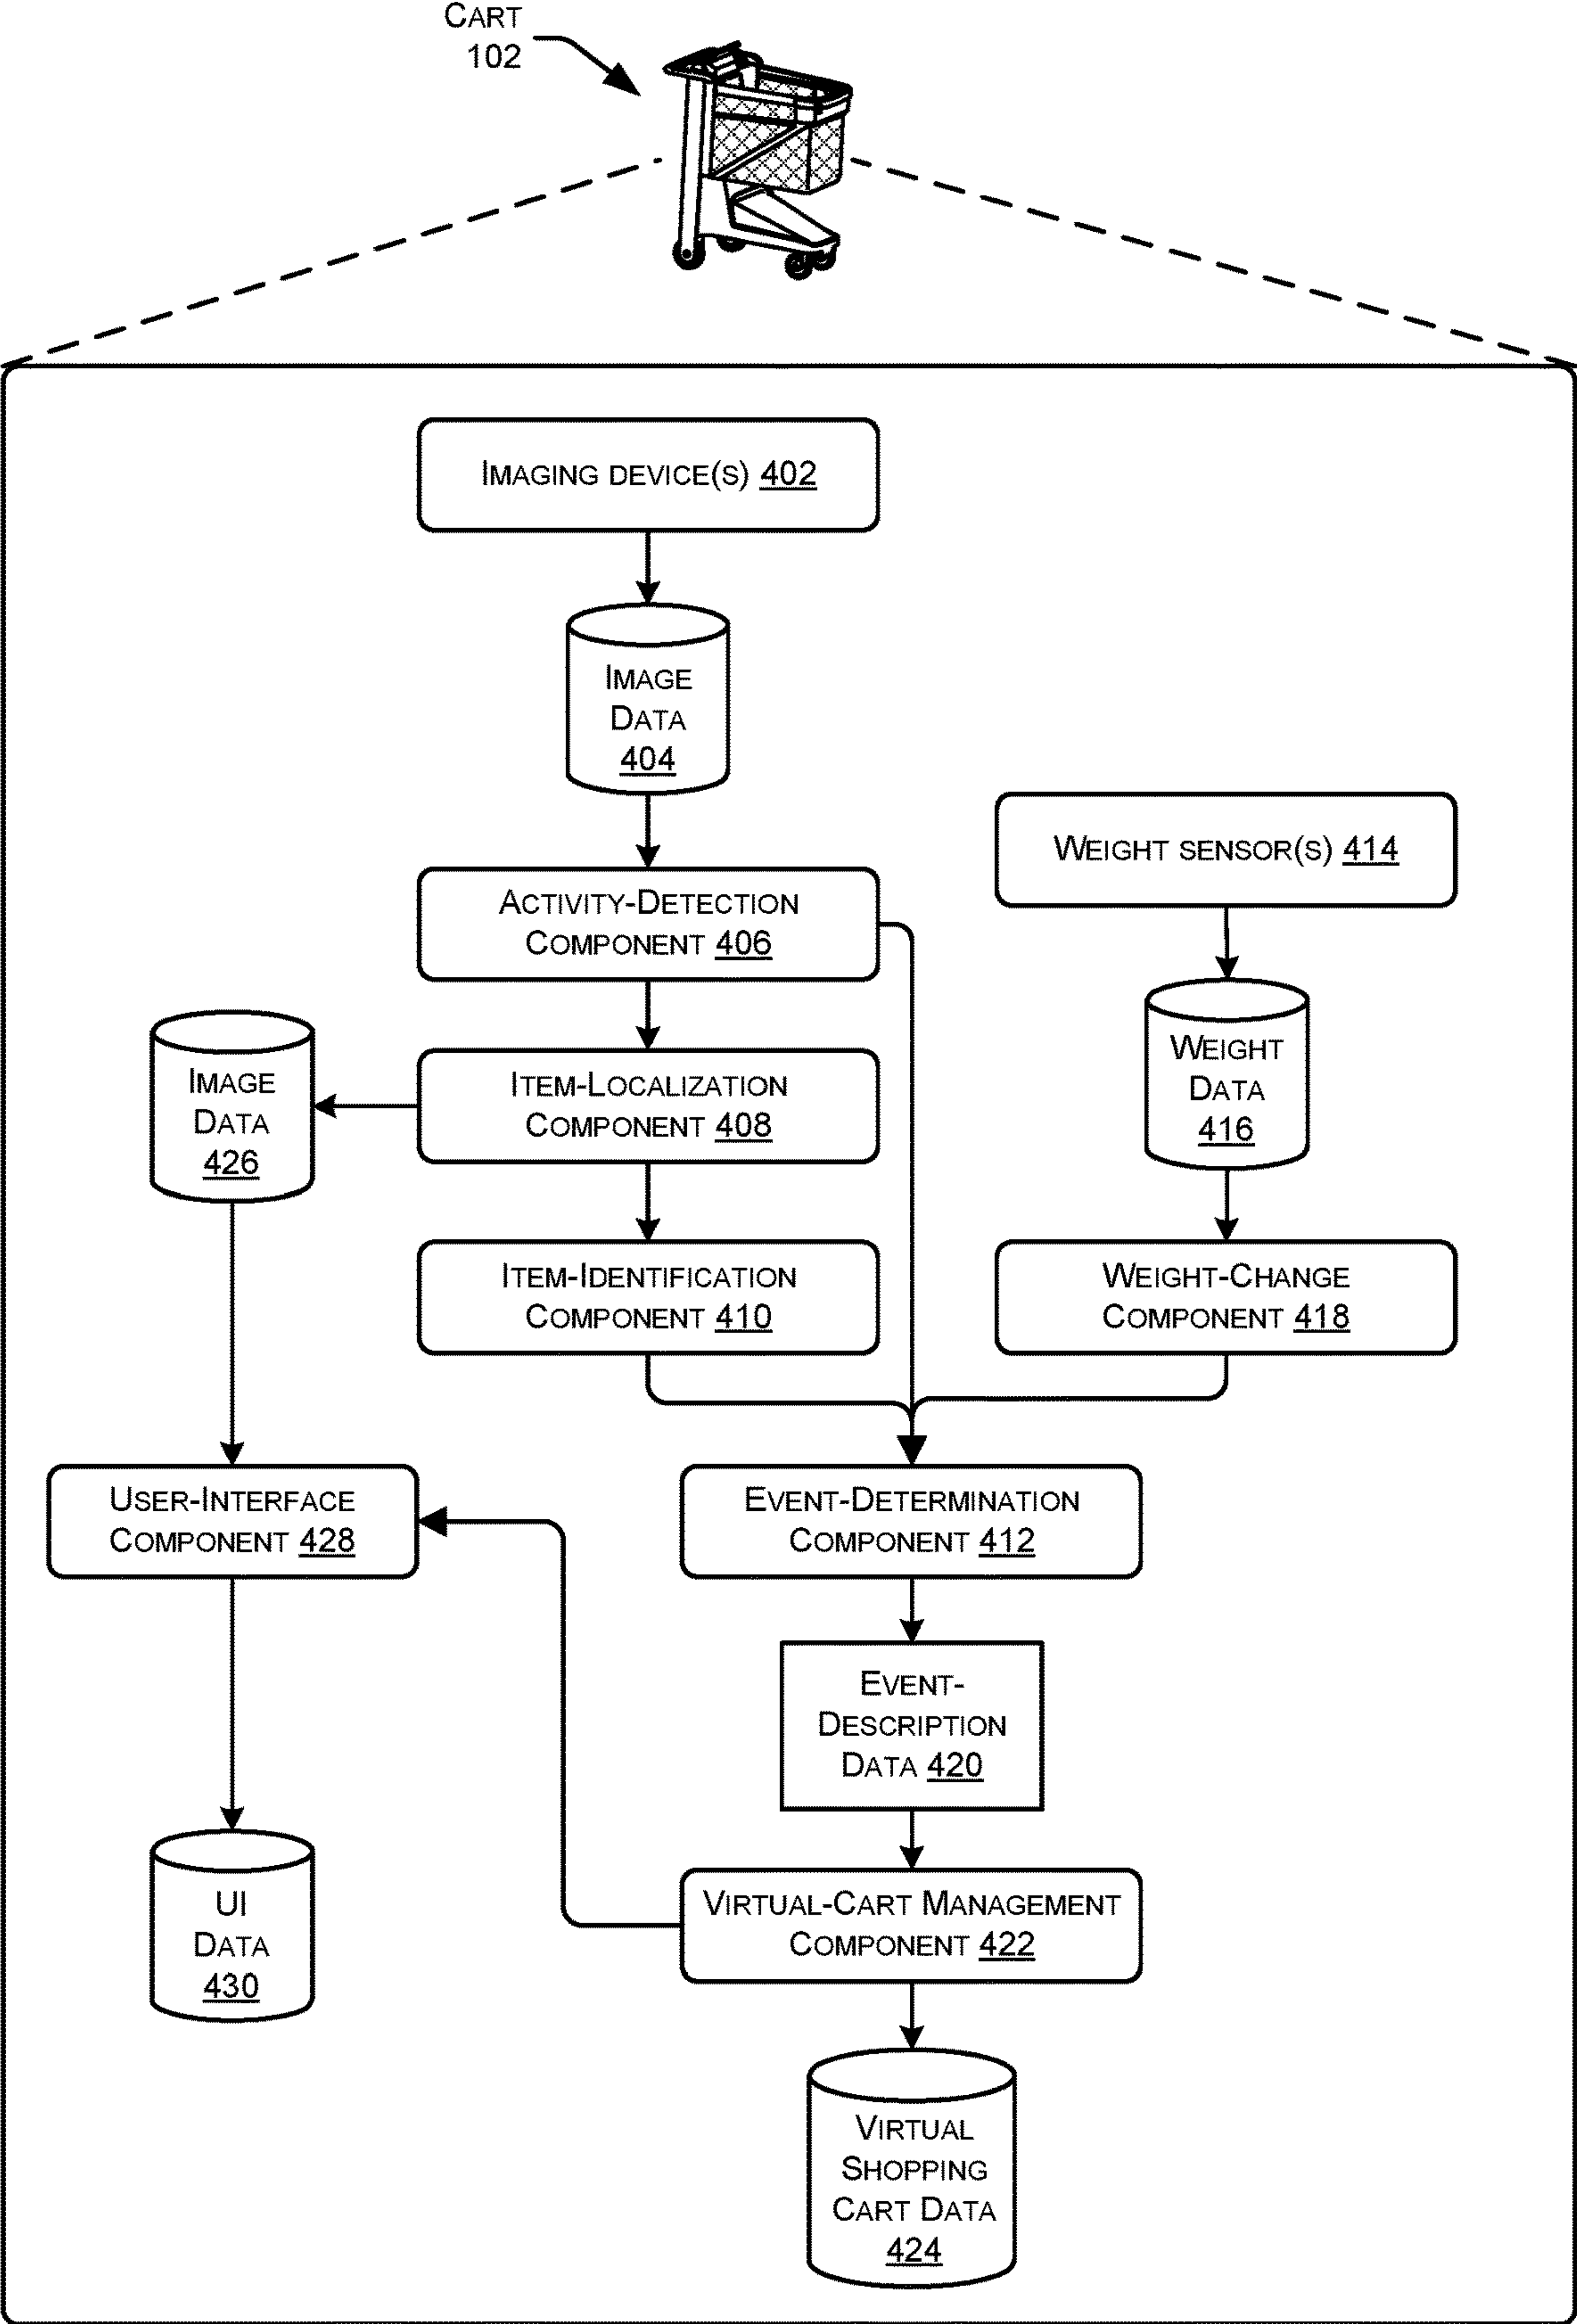 CART
102
IMAGING DEVICE(S) 402
IMAGE
DATA
404
WEIGHT SENSOR(S) 414
ACTIVITY-DETECTION
COMPONENT 406
WEIGHT
DATA
416
IMAGE
DATA
426
ITEM-LOCALIZATION
COMPONENT 408
ITEM-IDENTIFICATION
COMPONENT 410
WEIGHT-CHANGE
COMPONENT 418
USER-INTERFACE
COMPONENT 428
EVENT-DETERMINATION
COMPONENT 412
EVENT-
DESCRIPTION
DATA 420
VIRTUAL-CART MANAGEMENT
COMPONENT 422
UI
DATA
430
VIRTUAL
SHOPPING
CART DATA
424